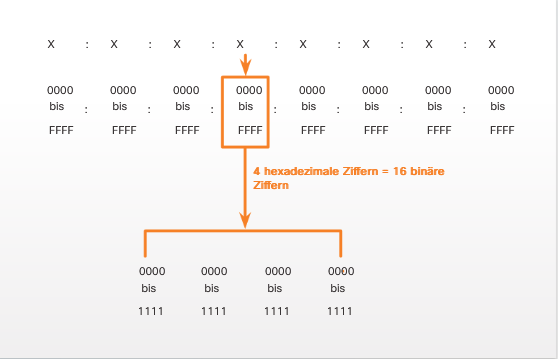 X : X : X : X : X : X : X : X
0000 0000 0000 0000 0000 0000 0000 0000
bis : bis : bis : bis : bis : bis : bis : bis
FFFF FFFF FFFF FFFF FFFF FFFF FFFF FFFF
4 hexadezimale Ziffern = 16 binäre
Ziffern
0000 0000 0000 0000
bis bis bis bis
1111 1111 1111 1111